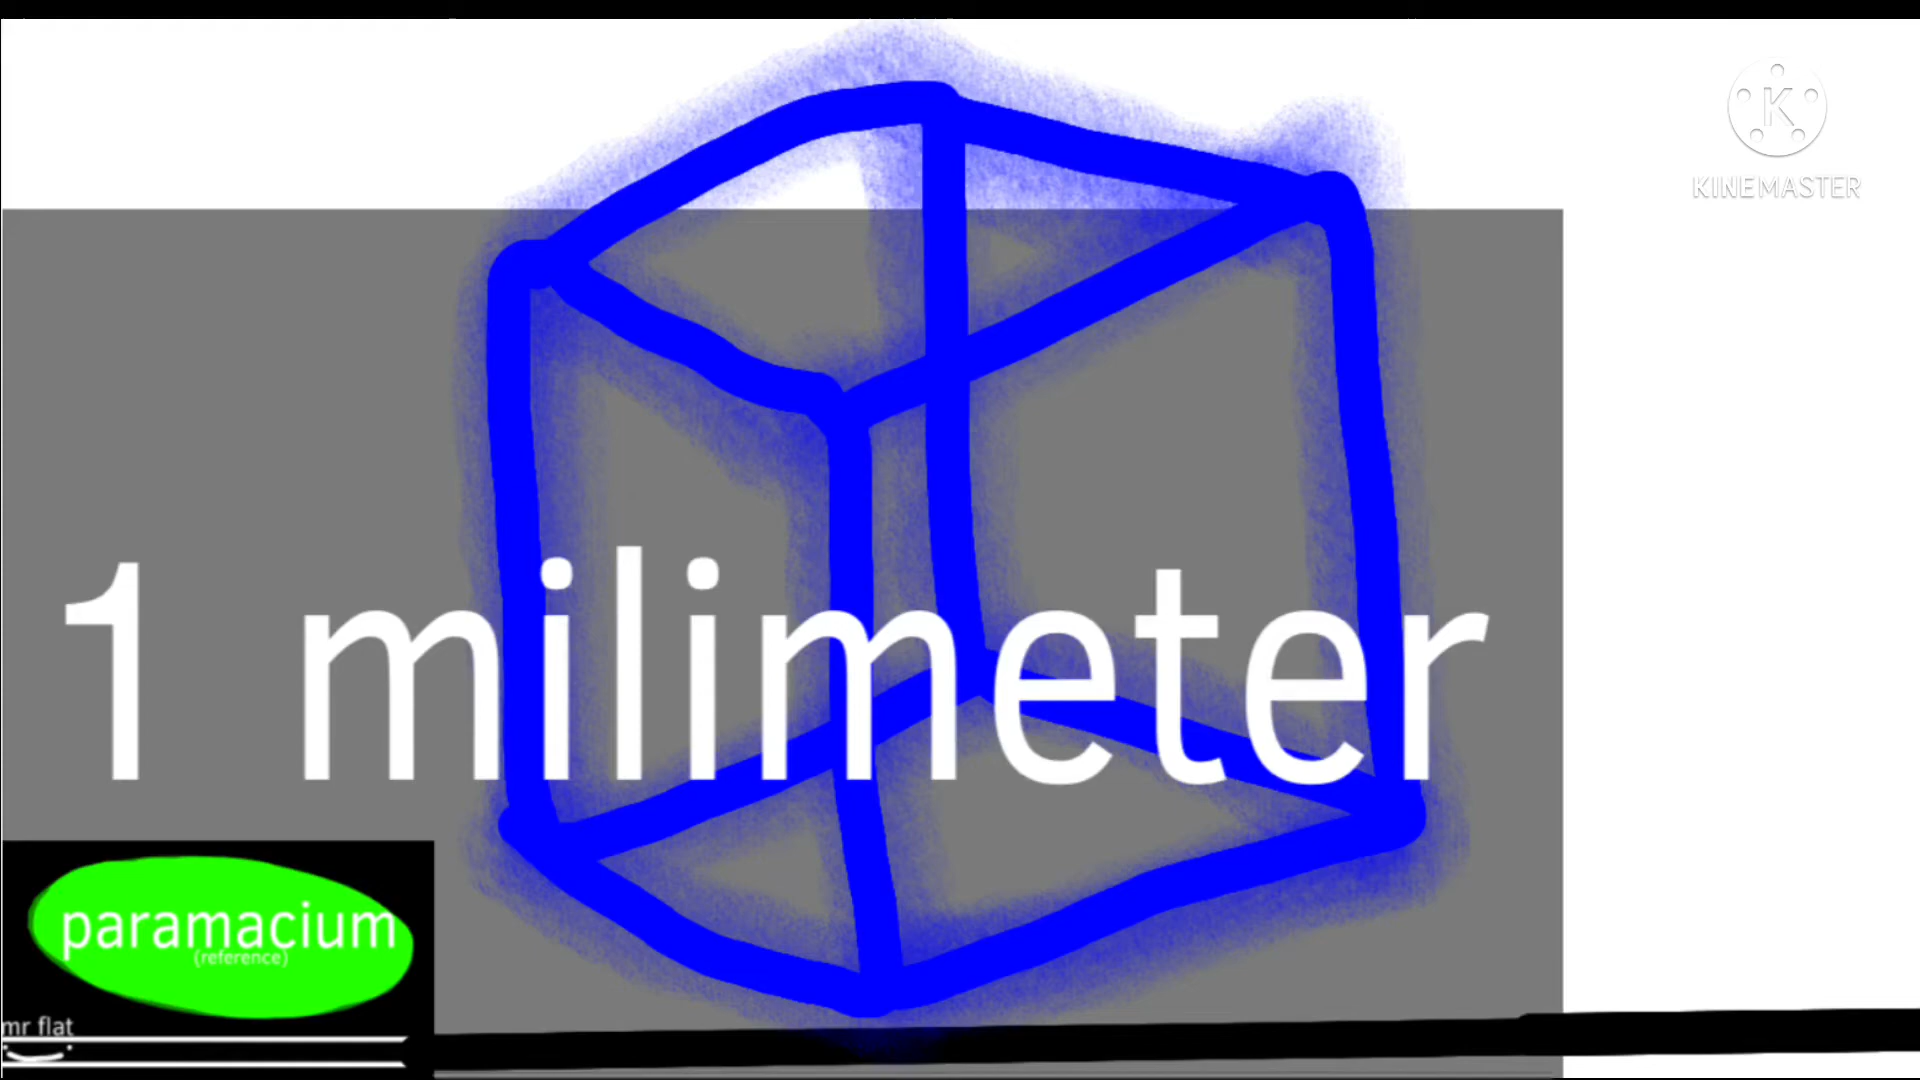 K
KINEMASTER
1 milimeter
paramacium
(reference)
mr flat